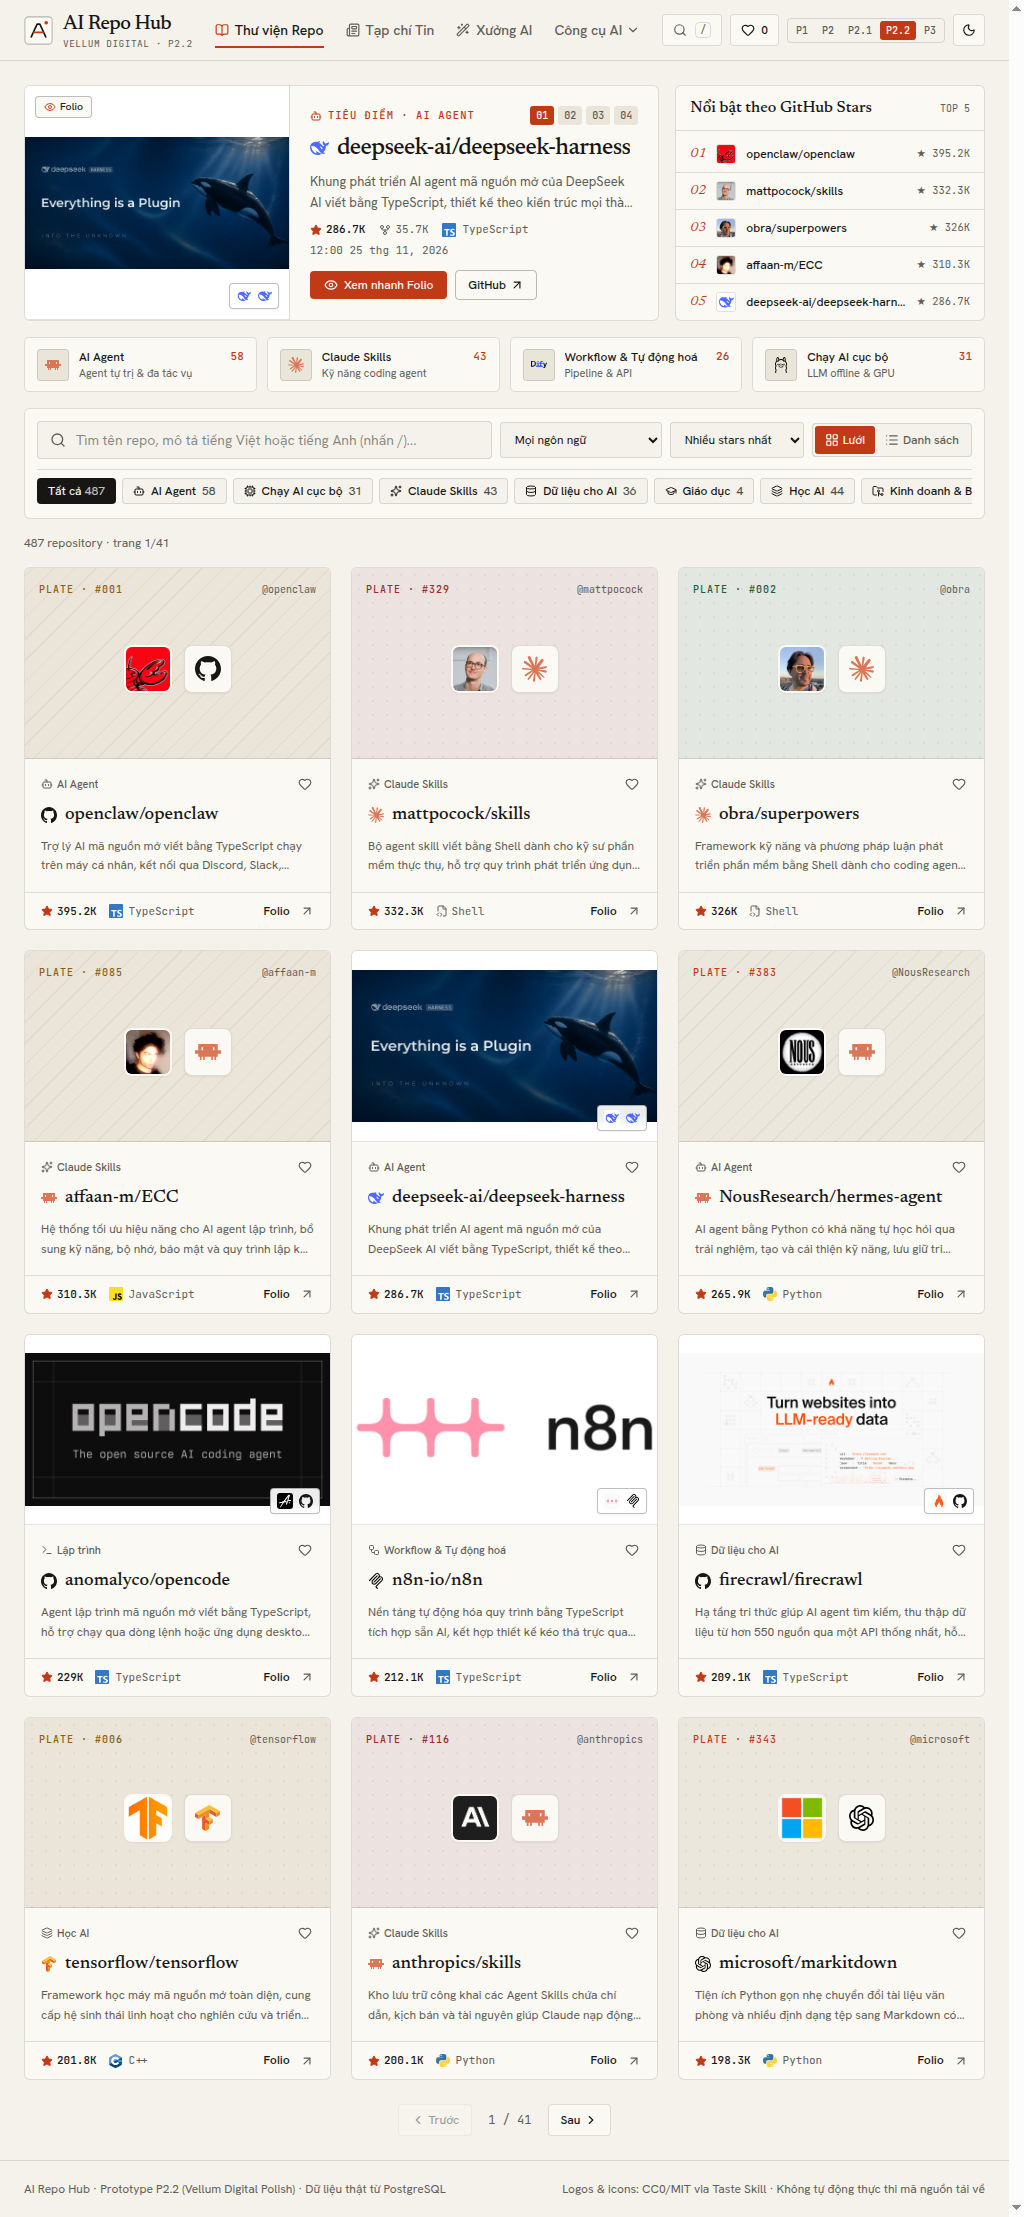 AI Repo Hub
VELLUM DIGITAL · P2.2
Thư viện Repo
Tạp chí Tin
Xưởng AI
Công cụ AI
/
0
P1 P2 P2.1 P2.2 P3
Folio
deepseek HARNESS
Everything is a Plugin
INTO THE UNKNOWN
TIÊU ĐIỂM · AI AGENT
01 02 03 04
deepseek-ai/deepseek-harness
Khung phát triển AI agent mã nguồn mở của DeepSeek
AI viết bằng TypeScript, thiết kế theo kiến trúc mọi thà...
286.7K 35.7K TypeScript
12:00 25 thg 11, 2026
Xem nhanh Folio
GitHub
Nổi bật theo GitHub Stars
TOP 5
01 openclaw/openclaw ★ 395.2K
02 mattpocock/skills ★ 332.3K
03 obra/superpowers ★ 326K
04 affaan-m/ECC ★ 310.3K
05 deepseek-ai/deepseek-harn... ★ 286.7K
AI Agent 58
Agent tự trị & đa tác vụ
Claude Skills 43
Kỹ năng coding agent
Dify
Workflow & Tự động hoá 26
Pipeline & API
Chạy AI cục bộ 31
LLM offline & GPU
Tìm tên repo, mô tả tiếng Việt hoặc tiếng Anh (nhấn /)...
Mọi ngôn ngữ
Nhiều stars nhất
Lưới
Danh sách
Tất cả 487
AI Agent 58
Chạy AI cục bộ 31
Claude Skills 43
Dữ liệu cho AI 36
Giáo dục 4
Học AI 44
Kinh doanh & B
487 repository · trang 1/41
PLATE · #001 @openclaw
AI Agent
openclaw/openclaw
Trợ lý AI mã nguồn mở viết bằng TypeScript chạy
trên máy cá nhân, kết nối qua Discord, Slack,...
395.2K TypeScript Folio
PLATE · #329 @mattpocock
Claude Skills
mattpocock/skills
Bộ agent skill viết bằng Shell dành cho kỹ sư phần
mềm thực thụ, hỗ trợ quy trình phát triển ứng dụn...
332.3K Shell Folio
PLATE · #002 @obra
Claude Skills
obra/superpowers
Framework kỹ năng và phương pháp luận phát
triển phần mềm bằng Shell dành cho coding agen...
326K Shell Folio
PLATE · #085 @affaan-m
Claude Skills
affaan-m/ECC
Hệ thống tối ưu hiệu năng cho AI agent lập trình, bổ
sung kỹ năng, bộ nhớ, bảo mật và quy trình lập k...
310.3K JS JavaScript Folio
deepseek HARNESS
Everything is a Plugin
INTO THE UNKNOWN
AI Agent
deepseek-ai/deepseek-harness
Khung phát triển AI agent mã nguồn mở của
DeepSeek AI viết bằng TypeScript, thiết kế theo...
286.7K TS TypeScript Folio
PLATE · #383 @NousResearch
NOUS
AI Agent
NousResearch/hermes-agent
AI agent bằng Python có khả năng tự học hỏi qua
trải nghiệm, tạo và cải thiện kỹ năng, lưu giữ tri...
265.9K Python Folio
opencode
The open source AI coding agent
Lập trình
anomalyco/opencode
Agent lập trình mã nguồn mở viết bằng TypeScript,
hỗ trợ chạy qua dòng lệnh hoặc ứng dụng deskto...
229K TS TypeScript Folio
n8n
Workflow & Tự động hoá
n8n-io/n8n
Nền tảng tự động hóa quy trình bằng TypeScript
tích hợp sẵn AI, kết hợp thiết kế kéo thả trực qua...
212.1K TS TypeScript Folio
Turn websites into
LLM-ready data
Dữ liệu cho AI
firecrawl/firecrawl
Hạ tầng tri thức giúp AI agent tìm kiếm, thu thập dữ
liệu từ hơn 550 nguồn qua một API thống nhất, hỗ...
209.1K TS TypeScript Folio
PLATE · #006 @tensorflow
Học AI
tensorflow/tensorflow
Framework học máy mã nguồn mở toàn diện, cung
cấp hệ sinh thái linh hoạt cho nghiên cứu và triển...
201.8K C++ Folio
PLATE · #116 @anthropics
Claude Skills
anthropics/skills
Kho lưu trữ công khai các Agent Skills chứa chỉ
dẫn, kịch bản và tài nguyên giúp Claude nạp động...
200.1K Python Folio
PLATE · #343 @microsoft
Dữ liệu cho AI
microsoft/markitdown
Tiện ích Python gọn nhẹ chuyển đổi tài liệu văn
phòng và nhiều định dạng tệp sang Markdown có...
198.3K Python Folio
Trước
1 / 41
Sau
AI Repo Hub · Prototype P2.2 (Vellum Digital Polish) · Dữ liệu thật từ PostgreSQL
Logos & icons: CC0/MIT via Taste Skill · Không tự động thực thi mã nguồn tải về